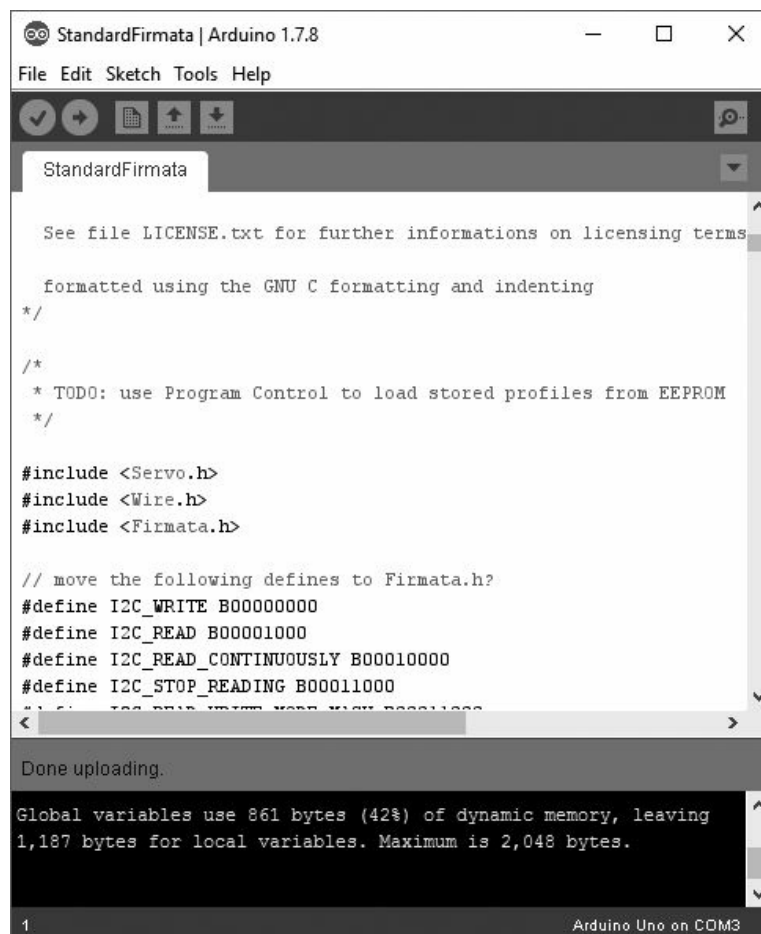 StandardFirmata | Arduino 1.7.8
File Edit Sketch Tools Help
StandardFirmata
See file LICENSE.txt for further informations on licensing terms
formatted using the GNU C formatting and indenting
*/
/*
* TODO: use Program Control to load stored profiles from EEPROM
*/
#include <Servo.h>
#include <Wire.h>
#include <Firmata.h>
// move the following defines to Firmata.h?
#define I2C_WRITE B00000000
#define I2C_READ B00001000
#define I2C_READ_CONTINUOUSLY B00010000
#define I2C_STOP_READING B00011000
Done uploading.
Global variables use 861 bytes (42%) of dynamic memory, leaving
1,187 bytes for local variables. Maximum is 2,048 bytes.
1 Arduino Uno on COM3